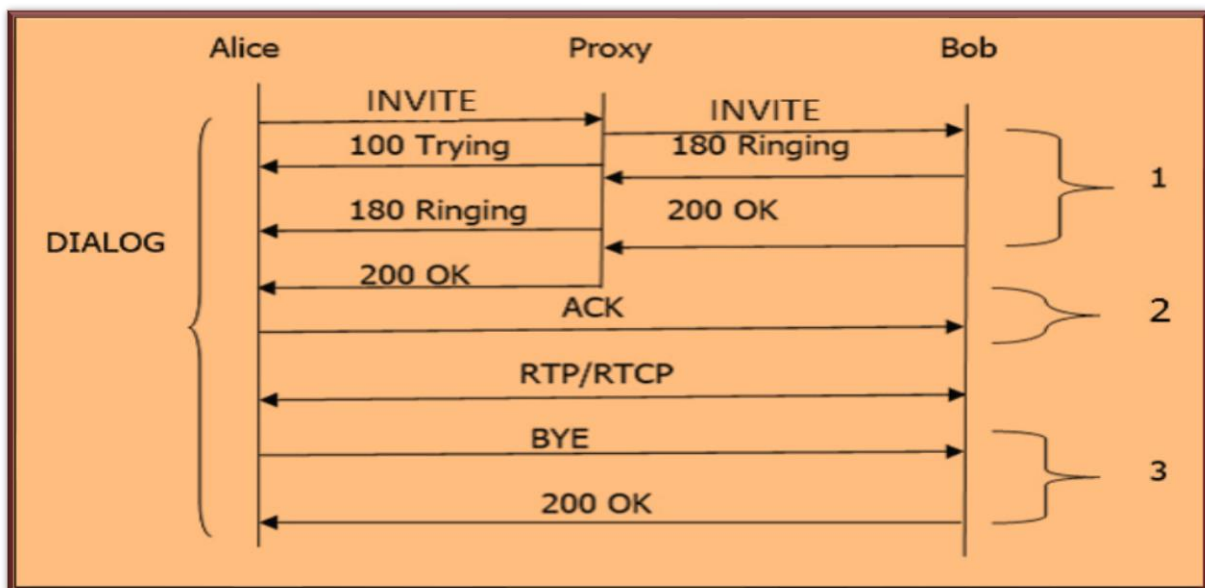 Alice Proxy Bob
INVITE INVITE
100 Trying 180 Ringing
1
180 Ringing 200 OK
DIALOG
200 OK
ACK
2
RTP/RTCP
BYE
3
200 OK